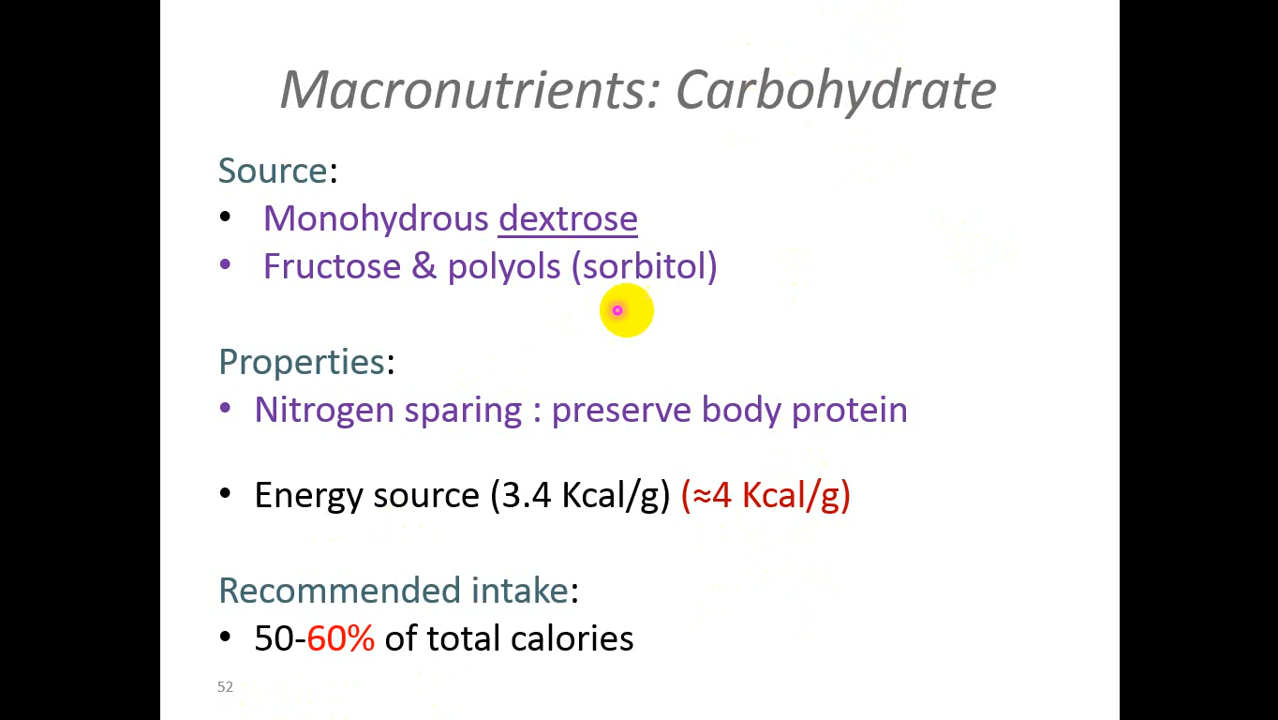 Macronutrients: Carbohydrate
Source:
• Monohydrous dextrose
• Fructose & polyols (sorbitol)
Properties:
• Nitrogen sparing : preserve body protein
• Energy source (3.4 Kcal/g) (≈4 Kcal/g)
Recommended intake:
• 50-60% of total calories
52